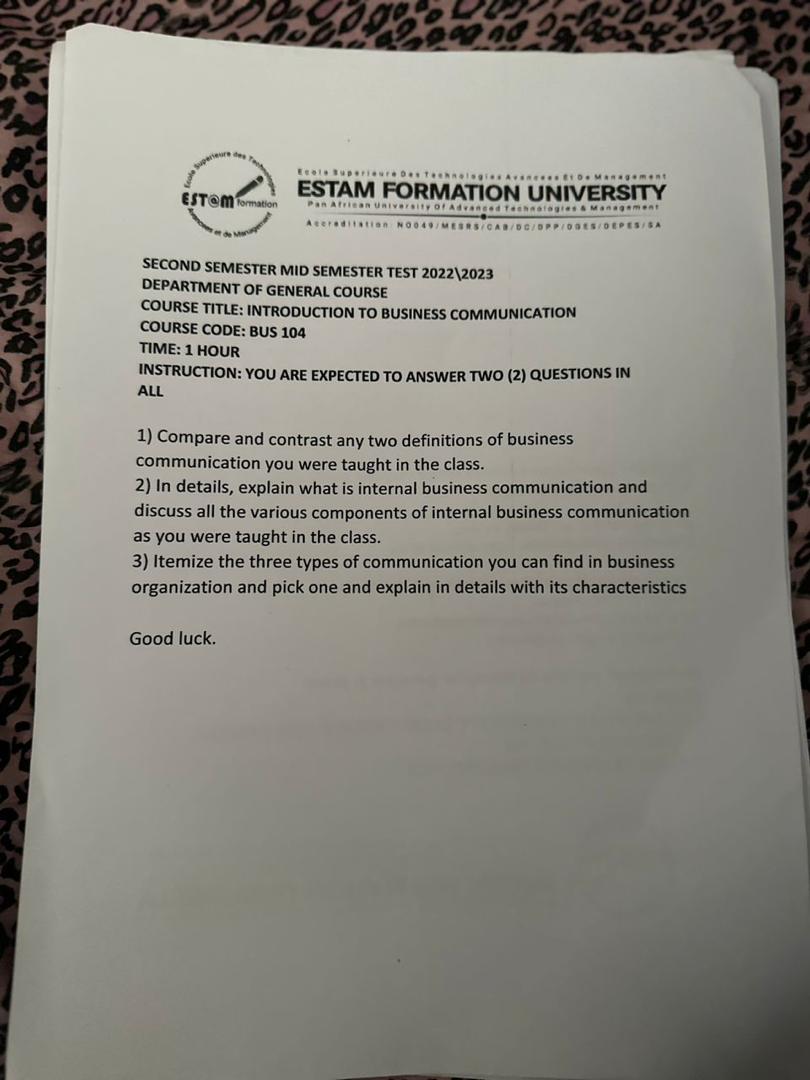 Ecole Superieure des Technologies
EST@M formation
Avancees et de Management
Ecole Superieure Des Technologies Avancees Et De Management
ESTAM FORMATION UNIVERSITY
Pan African University Of Advanced Technologies & Management
Accreditation: N0049/MESRS/CAB/DC/DPP/DGES/DEPES/SA
SECOND SEMESTER MID SEMESTER TEST 2022\2023
DEPARTMENT OF GENERAL COURSE
COURSE TITLE: INTRODUCTION TO BUSINESS COMMUNICATION
COURSE CODE: BUS 104
TIME: 1 HOUR
INSTRUCTION: YOU ARE EXPECTED TO ANSWER TWO (2) QUESTIONS IN
ALL
1) Compare and contrast any two definitions of business
communication you were taught in the class.
2) In details, explain what is internal business communication and
discuss all the various components of internal business communication
as you were taught in the class.
3) Itemize the three types of communication you can find in business
organization and pick one and explain in details with its characteristics
Good luck.